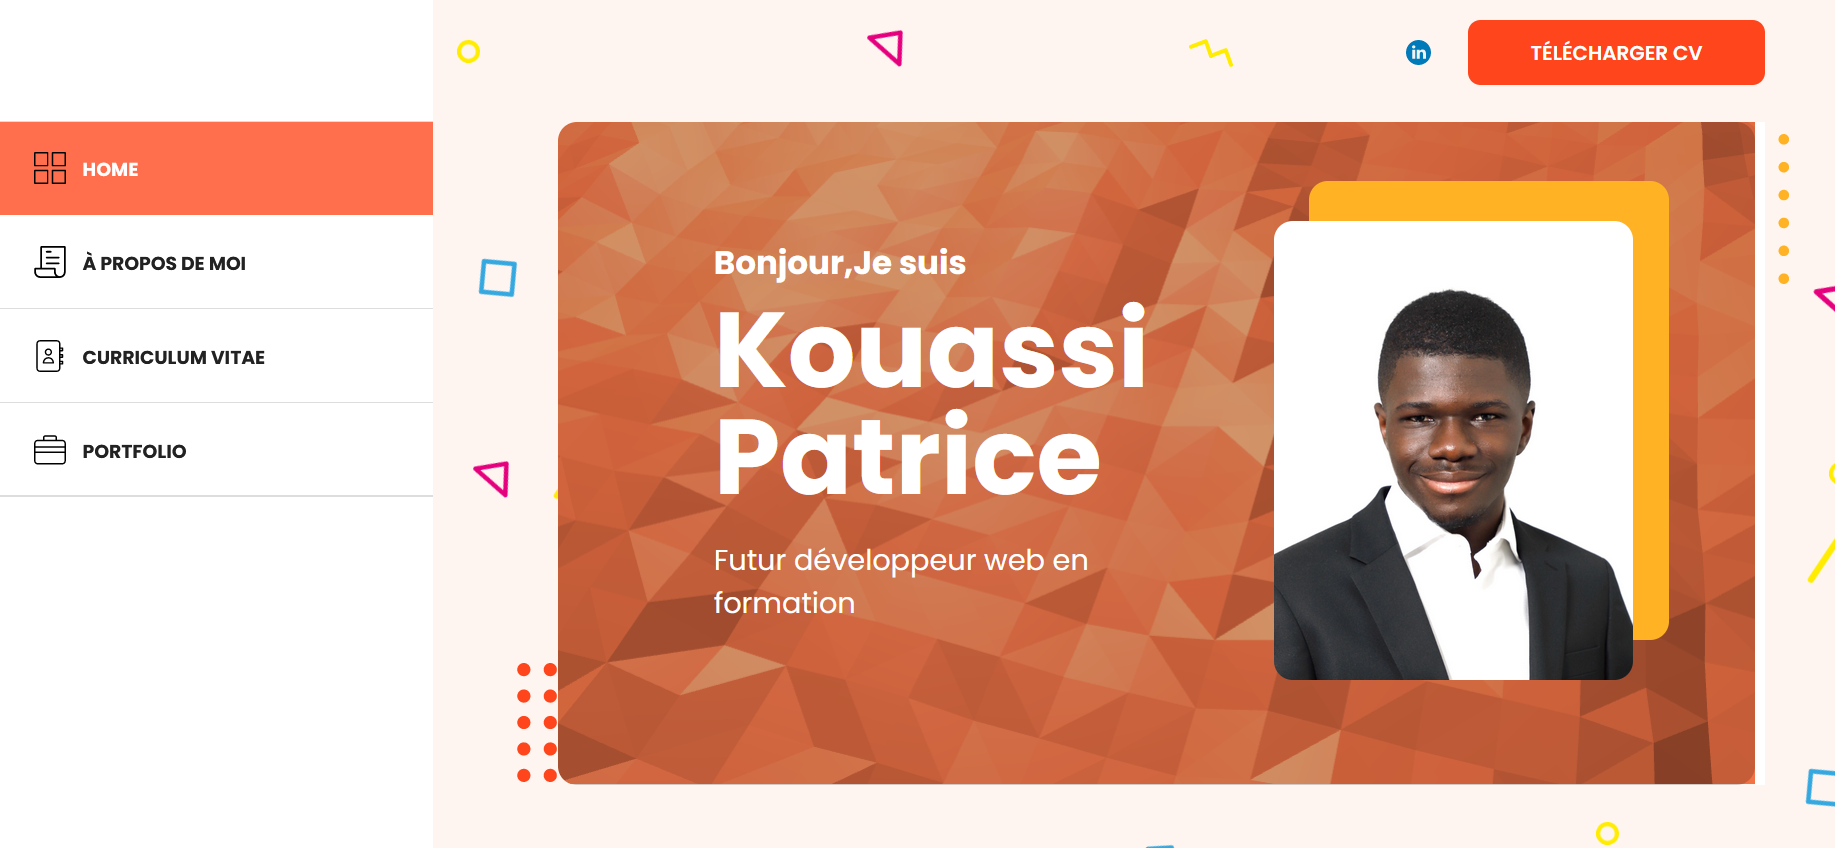 in
TÉLÉCHARGER CV
HOME
À PROPOS DE MOI
CURRICULUM VITAE
PORTFOLIO
Bonjour,Je suis
Kouassi
Patrice
Futur développeur web en
formation